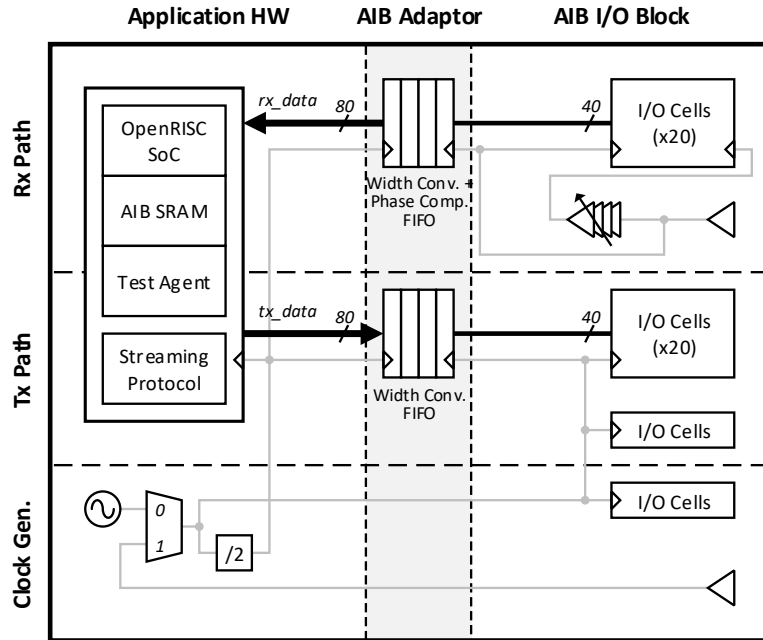 Application HW
AIB Adaptor
AIB I/O Block
Rx Path
OpenRISC
SoC
AIB SRAM
Test Agent
Streaming
Protocol
rx_data
80
40
I/O Cells
(x20)
Width Conv. +
Phase Comp.
FIFO
Tx Path
tx_data
80
40
I/O Cells
(x20)
Width Conv.
FIFO
I/O Cells
Clock Gen.
0
1
/2
I/O Cells